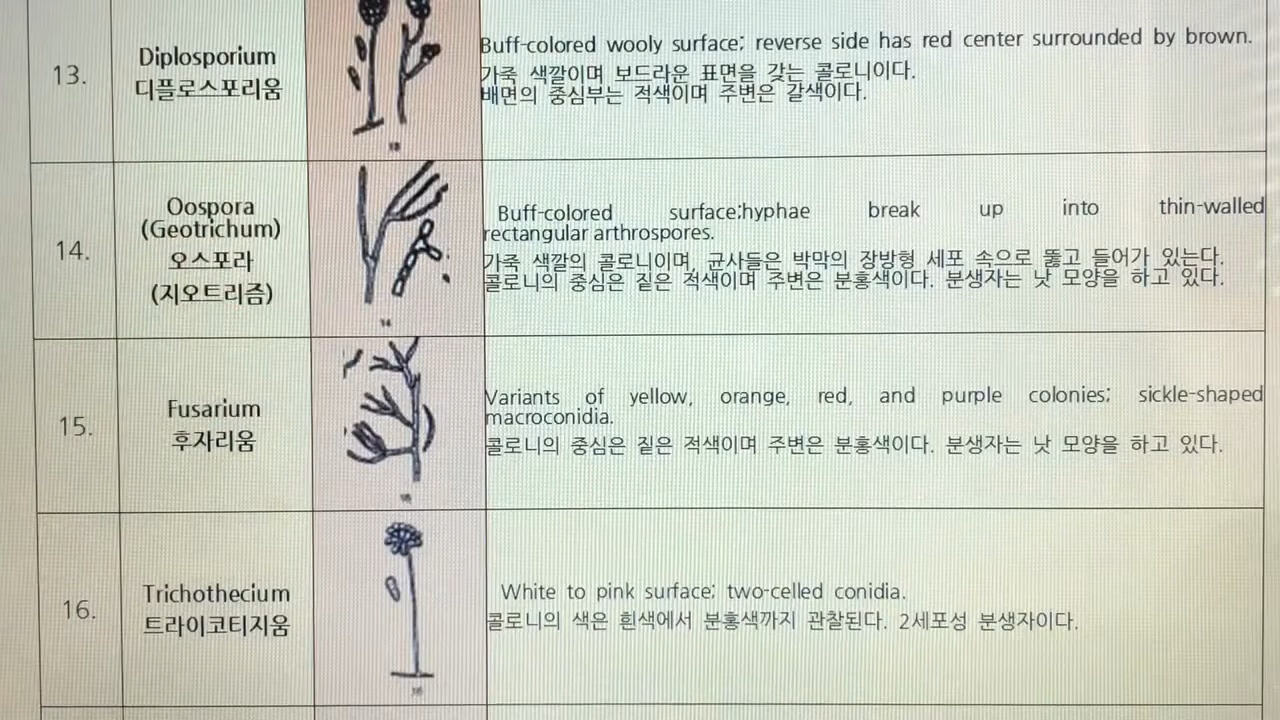 13.
Diplosporium
디플로스포리움
13
Buff-colored wooly surface; reverse side has red center surrounded by brown.
가죽 색깔이며 보드라운 표면을 갖는 콜로니이다.
배면의 중심부는 적색이며 주변은 갈색이다.
14.
Oospora
(Geotrichum)
오스포라
(지오트리즘)
14
Buff-colored surface;hyphae break up into thin-walled
rectangular arthrospores.
가죽 색깔의 콜로니이며, 균사들은 박막의 장방형 세포 속으로 뚫고 들어가 있는다.
콜로니의 중심은 짙은 적색이며 주변은 분홍색이다. 분생자는 낫 모양을 하고 있다.
15.
Fusarium
후자리움
15
Variants of yellow, orange, red, and purple colonies; sickle-shaped
macroconidia.
콜로니의 중심은 짙은 적색이며 주변은 분홍색이다. 분생자는 낫 모양을 하고 있다.
16.
Trichothecium
트라이코티지움
16
White to pink surface; two-celled conidia.
콜로니의 색은 흰색에서 분홍색까지 관찰된다. 2세포성 분생자이다.